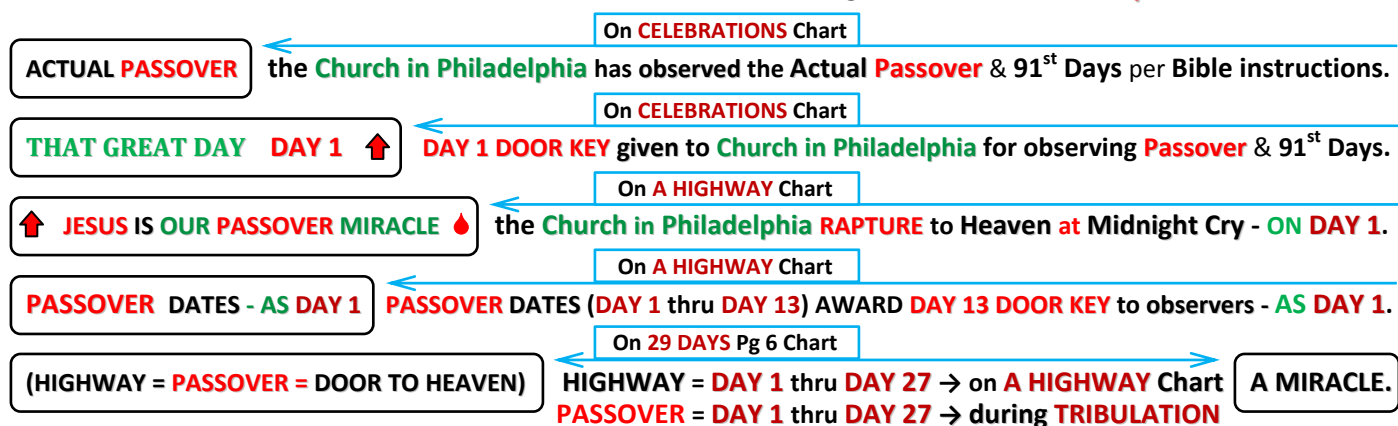 On CELEBRATIONS Chart
ACTUAL PASSOVER the Church in Philadelphia has observed the Actual Passover & 91st Days per Bible instructions.
On CELEBRATIONS Chart
THAT GREAT DAY DAY 1 DAY 1 DOOR KEY given to Church in Philadelphia for observing Passover & 91st Days.
On A HIGHWAY Chart
JESUS IS OUR PASSOVER MIRACLE the Church in Philadelphia RAPTURE to Heaven at Midnight Cry - ON DAY 1.
On A HIGHWAY Chart
PASSOVER DATES - AS DAY 1 PASSOVER DATES (DAY 1 thru DAY 13) AWARD DAY 13 DOOR KEY to observers - AS DAY 1.
On 29 DAYS Pg 6 Chart
(HIGHWAY = PASSOVER = DOOR TO HEAVEN) HIGHWAY = DAY 1 thru DAY 27 → on A HIGHWAY Chart A MIRACLE.
PASSOVER = DAY 1 thru DAY 27 → during TRIBULATION